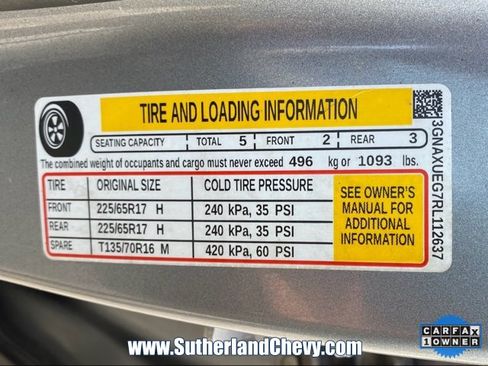 TIRE AND LOADING INFORMATION
SEATING CAPACITY TOTAL 5 FRONT 2 REAR 3
The combined weight of occupants and cargo must never exceed 496 kg or 1093 lbs.
TIRE ORIGINAL SIZE COLD TIRE PRESSURE
FRONT 225/65R17 H 240 kPa, 35 PSI
REAR 225/65R17 H 240 kPa, 35 PSI
SPARE T135/70R16 M 420 kPa, 60 PSI
SEE OWNER'S
MANUAL FOR
ADDITIONAL
INFORMATION
3GNAXUEG7RL112637
www.SutherlandChevy.com
CARFAX
1 OWNER